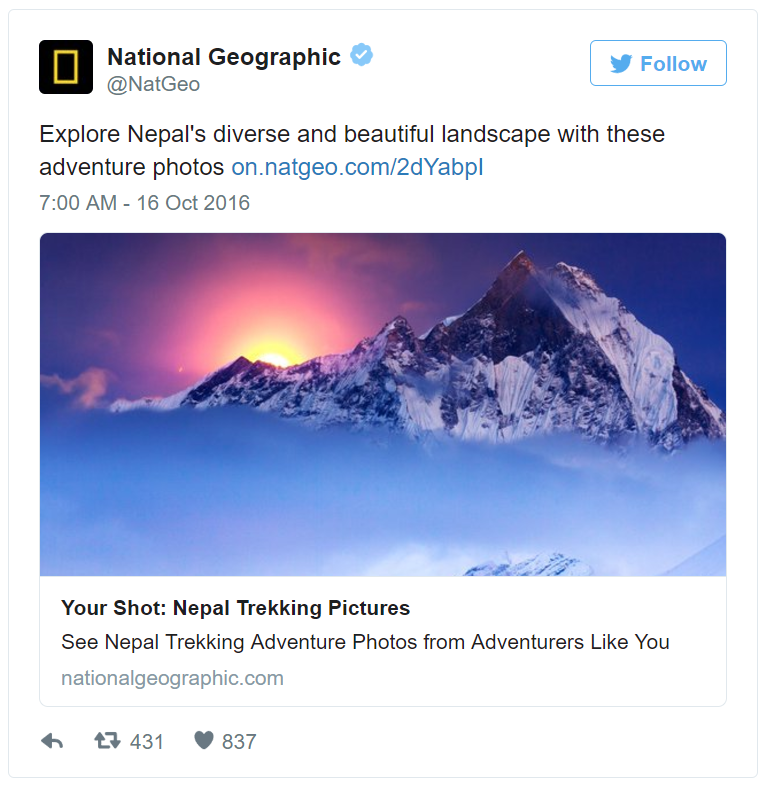 National Geographic
@NatGeo
Follow
Explore Nepal's diverse and beautiful landscape with these
adventure photos on.natgeo.com/2dYabpI
7:00 AM - 16 Oct 2016
Your Shot: Nepal Trekking Pictures
See Nepal Trekking Adventure Photos from Adventurers Like You
nationalgeographic.com
431
837